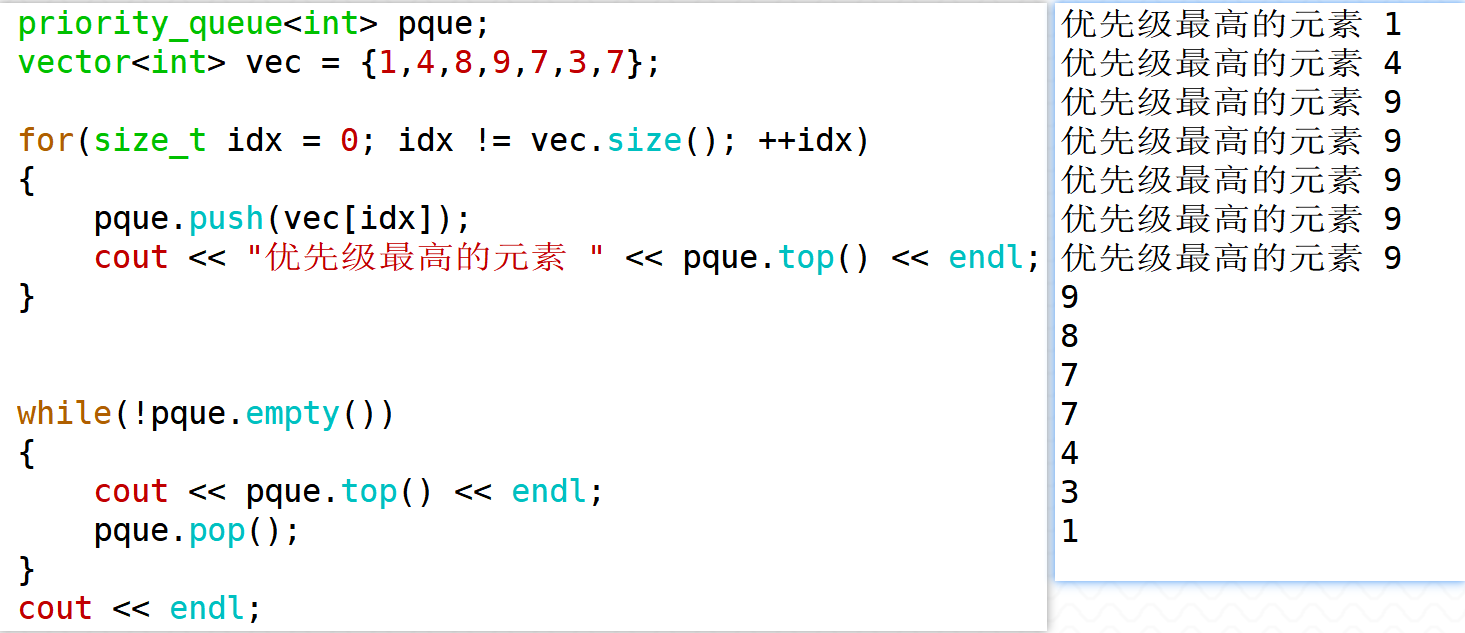 priority_queue<int> pque;
vector<int> vec = {1,4,8,9,7,3,7};
for(size_t idx = 0; idx != vec.size(); ++idx)
{
    pque.push(vec[idx]);
    cout << "优先级最高的元素 " << pque.top() << endl;
}
while(!pque.empty())
{
    cout << pque.top() << endl;
    pque.pop();
}
cout << endl;
优先级最高的元素 1
优先级最高的元素 4
优先级最高的元素 9
优先级最高的元素 9
优先级最高的元素 9
优先级最高的元素 9
优先级最高的元素 9
9
8
7
7
4
3
1